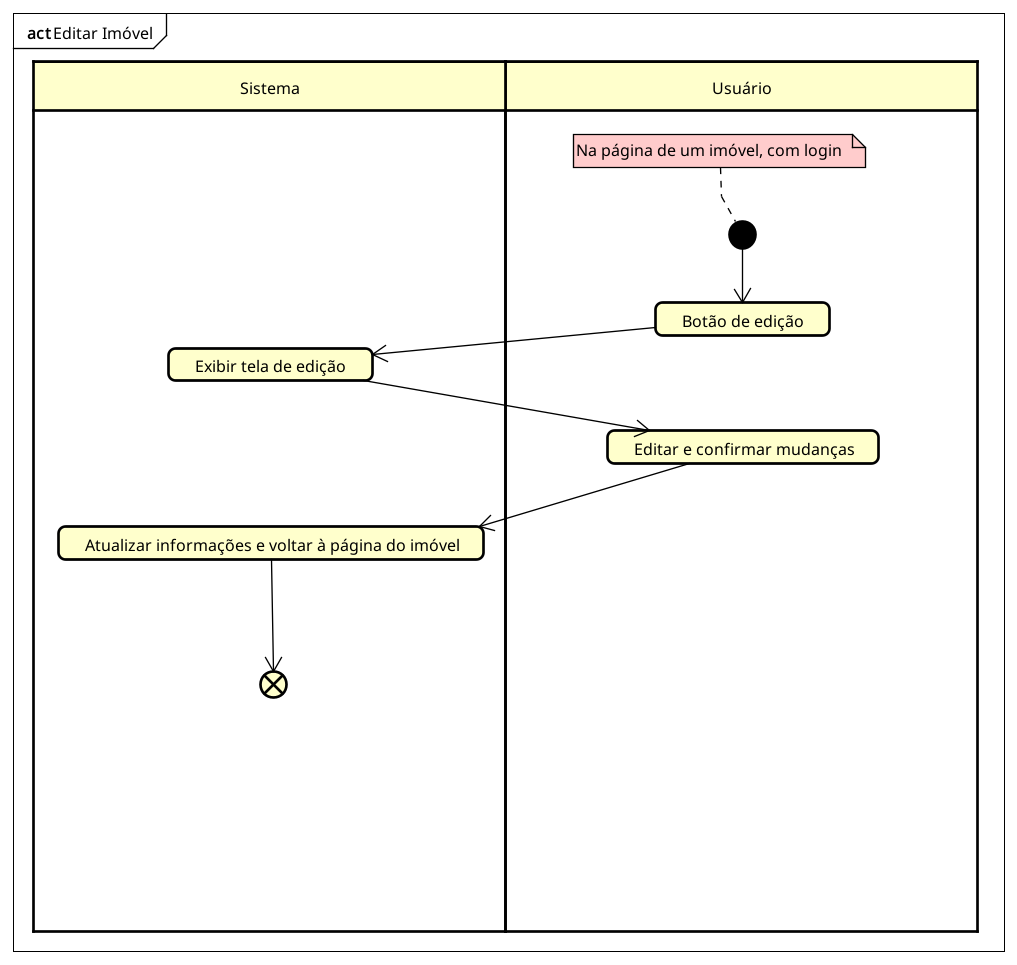 act Editar Imóvel
Sistema
Usuário
Na página de um imóvel, com login
Botão de edição
Exibir tela de edição
Editar e confirmar mudanças
Atualizar informações e voltar à página do imóvel